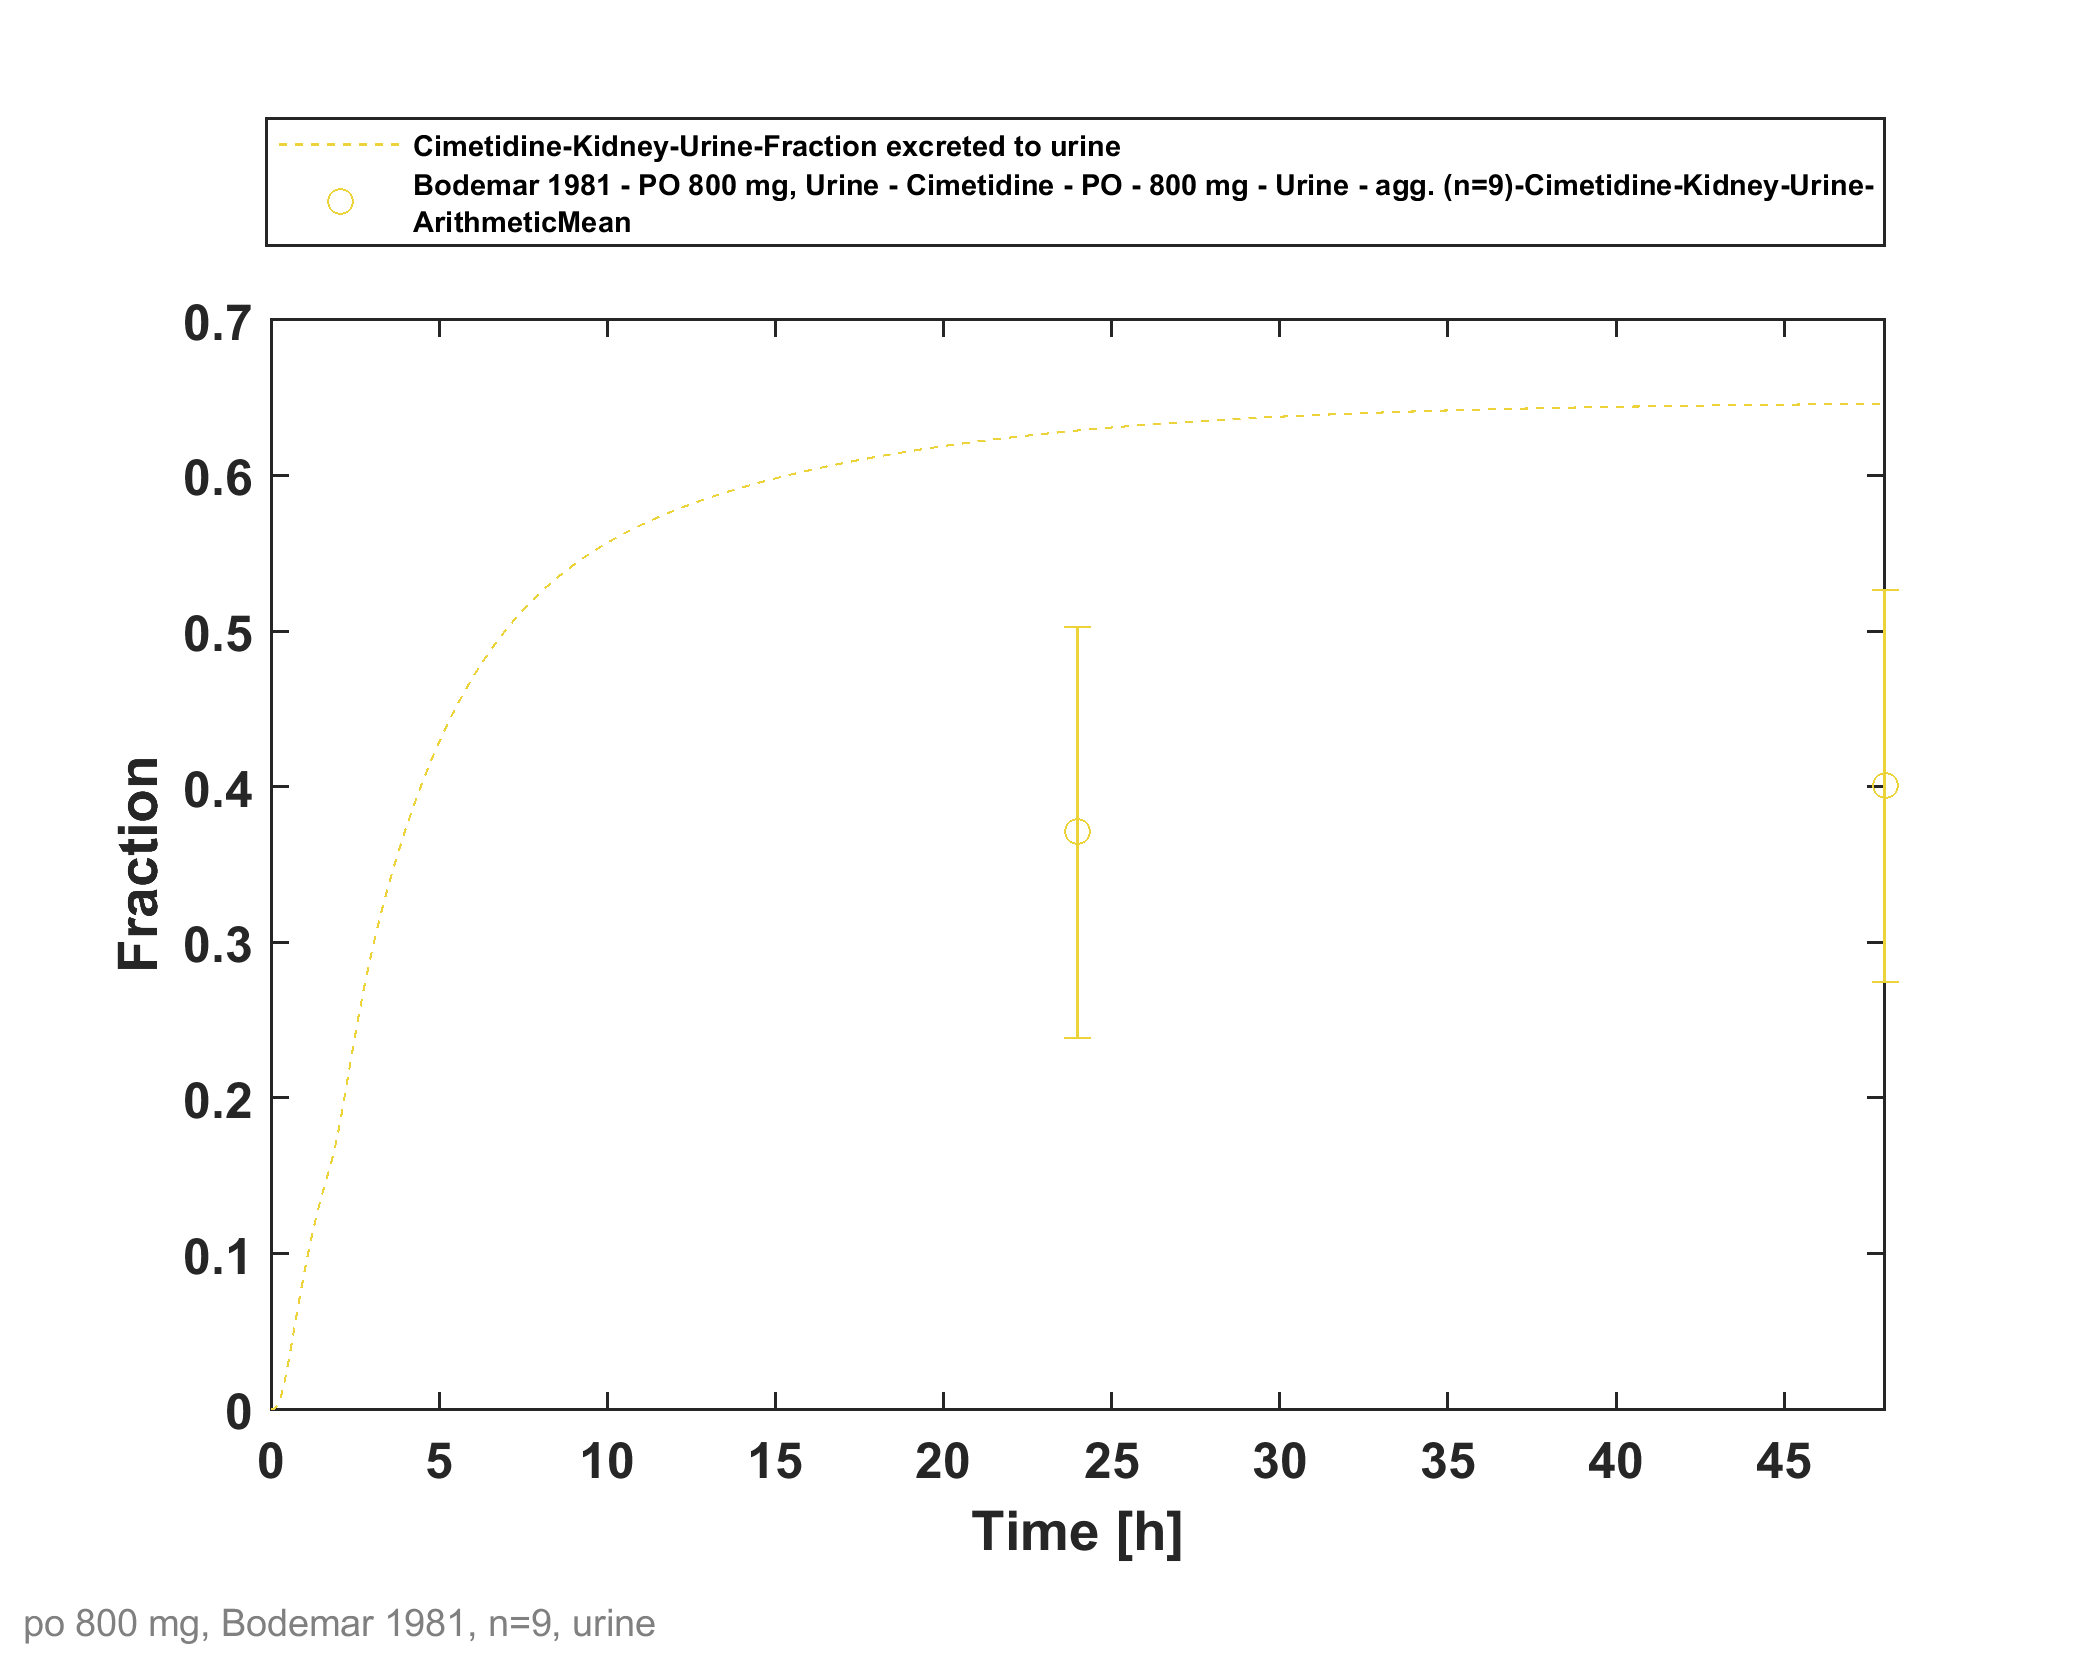 Cimetidine-Kidney-Urine-Fraction excreted to urine
Bodemar 1981 - PO 800 mg, Urine - Cimetidine - PO - 800 mg - Urine - agg. (n=9)-Cimetidine-Kidney-Urine-
ArithmeticMean
0.7
0.6
0.5
0.4
0.3
0.2
0.1
0
Fraction
0 5 10 15 20 25 30 35 40 45
Time [h]
po 800 mg, Bodemar 1981, n=9, urine